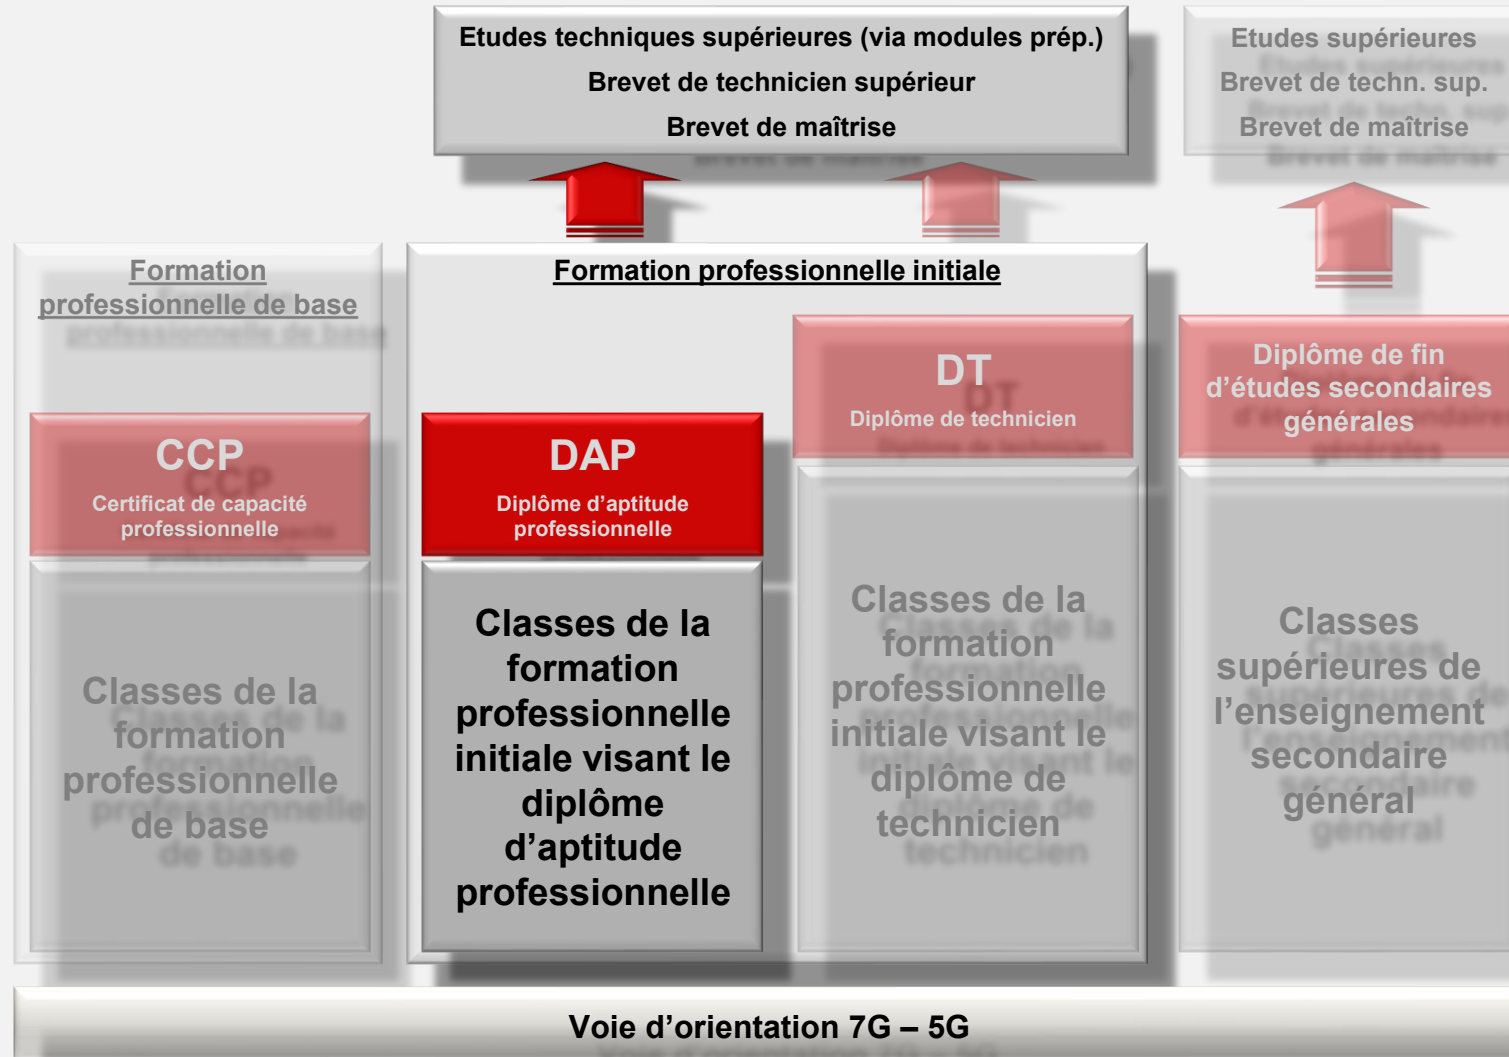 Etudes techniques supérieures (via modules prép.)
Brevet de technicien supérieur
Brevet de maîtrise
Etudes supérieures
Brevet de techn. sup.
Brevet de maîtrise
Formation
professionnelle de base
CCP
Certificat de capacité
professionnelle
Classes de la
formation
professionnelle
de base
Formation professionnelle initiale
DAP
Diplôme d’aptitude
professionnelle
Classes de la
formation
professionnelle
initiale visant le
diplôme
d’aptitude
professionnelle
DT
Diplôme de technicien
Classes de la
formation
professionnelle
initiale visant le
diplôme de
technicien
Diplôme de fin
d’études secondaires
générales
Classes
supérieures de
l’enseignement
secondaire
général
Voie d’orientation 7G – 5G